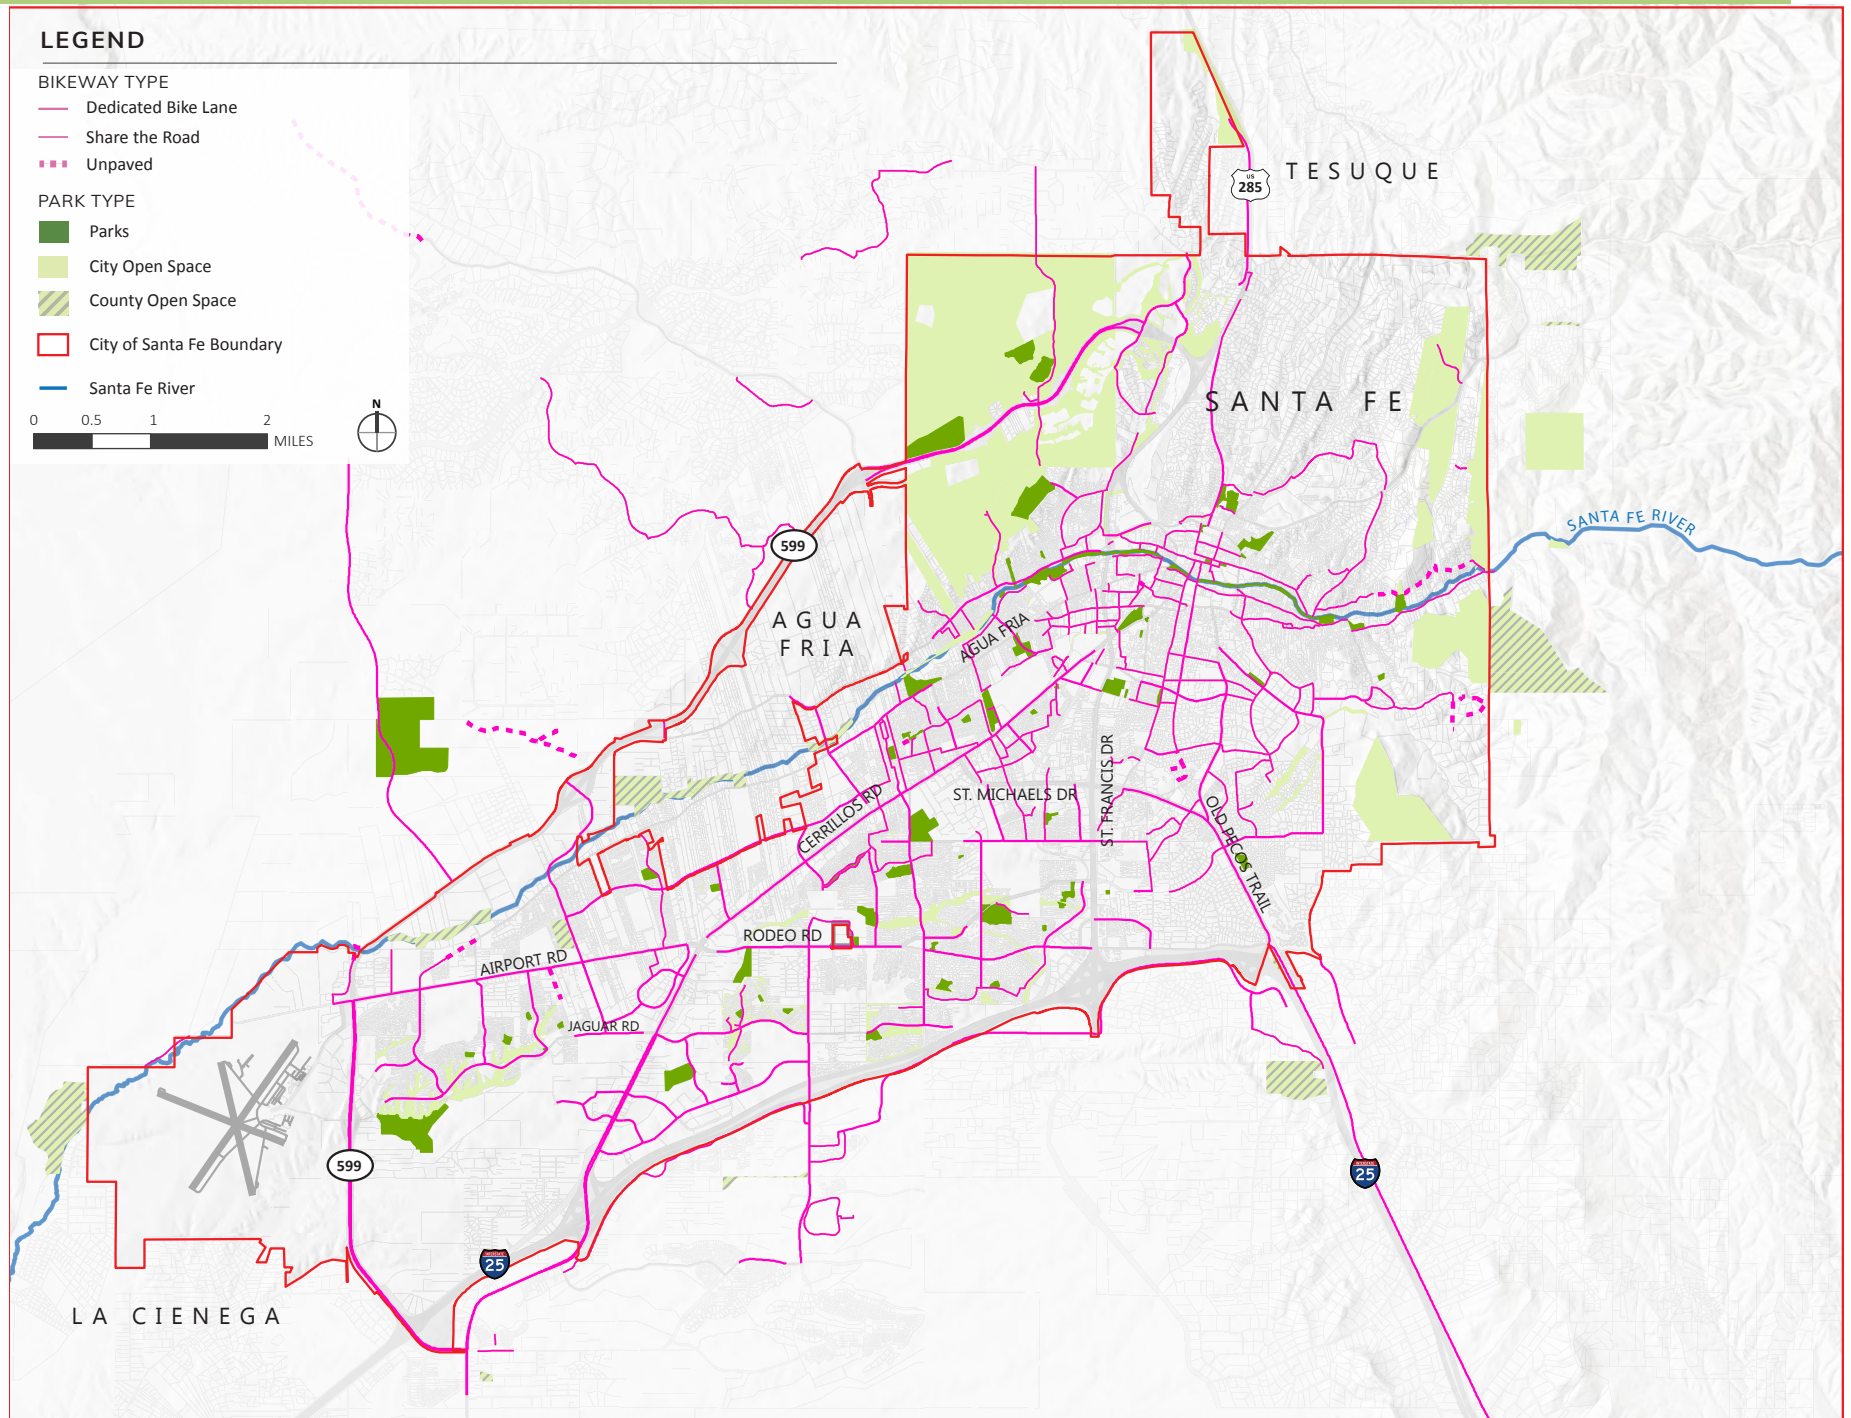 LEGEND
BIKEWAY TYPE
Dedicated Bike Lane
Share the Road
Unpaved
PARK TYPE
Parks
City Open Space
County Open Space
City of Santa Fe Boundary
Santa Fe River
0 0.5 1 2
MILES
N
US
285
TESUQUE
SANTA FE
SANTA FE RIVER
599
AGUA
FRIA
AGUA FRIA
ST. FRANCIS DR
ST. MICHAELS DR
CERRILLOS RD
OLD PECOS TRAIL
RODEO RD
AIRPORT RD
JAGUAR RD
599
INTERSTATE
25
INTERSTATE
25
LA CIENEGA